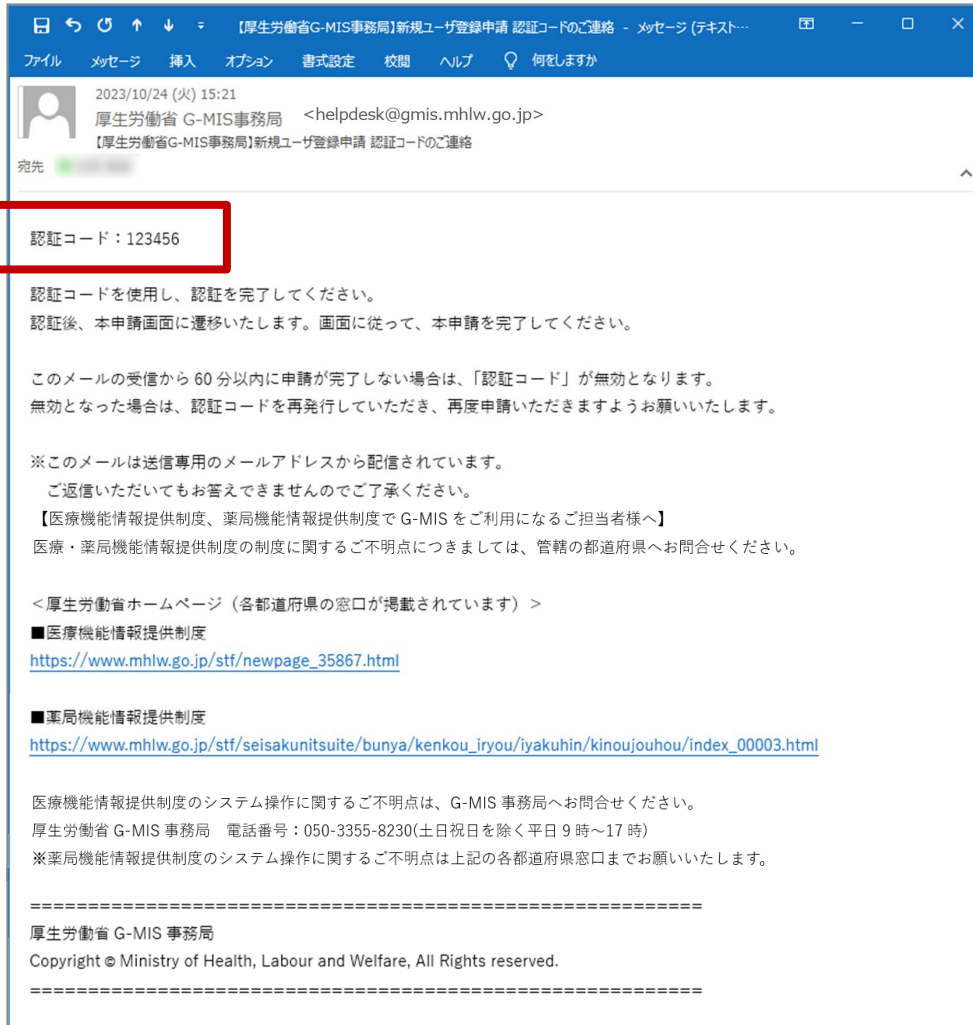 【厚生労働省G-MIS事務局】新規ユーザ登録申請 認証コードのご連絡 - メッセージ (テキスト…
ファイル メッセージ 挿入 オプション 書式設定 校閲 ヘルプ 何をしますか
2023/10/24 (火) 15:21
厚生労働省 G-MIS事務局 <helpdesk@gmis.mhlw.go.jp>
【厚生労働省G-MIS事務局】新規ユーザ登録申請 認証コードのご連絡
宛先
認証コード：123456
認証コードを使用し、認証を完了してください。
認証後、本申請画面に遷移いたします。画面に従って、本申請を完了してください。
このメールの受信から 60 分以内に申請が完了しない場合は、「認証コード」が無効となります。
無効となった場合は、認証コードを再発行していただき、再度申請いただきますようお願いいたします。
※このメールは送信専用のメールアドレスから配信されています。
ご返信いただいてもお答えできませんのでご了承ください。
【医療機能情報提供制度、薬局機能情報提供制度で G-MIS をご利用になるご担当者様へ】
医療・薬局機能情報提供制度の制度に関するご不明点につきましては、管轄の都道府県へお問合せください。
＜厚生労働省ホームページ（各都道府県の窓口が掲載されています）＞
■医療機能情報提供制度
https://www.mhlw.go.jp/stf/newpage_35867.html
■薬局機能情報提供制度
https://www.mhlw.go.jp/stf/seisakunitsuite/bunya/kenkou_iryou/iyakuhin/kinoujouhou/index_00003.html
医療機能情報提供制度のシステム操作に関するご不明点は、G-MIS 事務局へお問合せください。
厚生労働省 G-MIS 事務局　電話番号：050-3355-8230(土日祝日を除く平日 9 時～17 時)
※薬局機能情報提供制度のシステム操作に関するご不明点は上記の各都道府県窓口までお願いいたします。
==========================================================
厚生労働省 G-MIS 事務局
Copyright © Ministry of Health, Labour and Welfare, All Rights reserved.
==========================================================